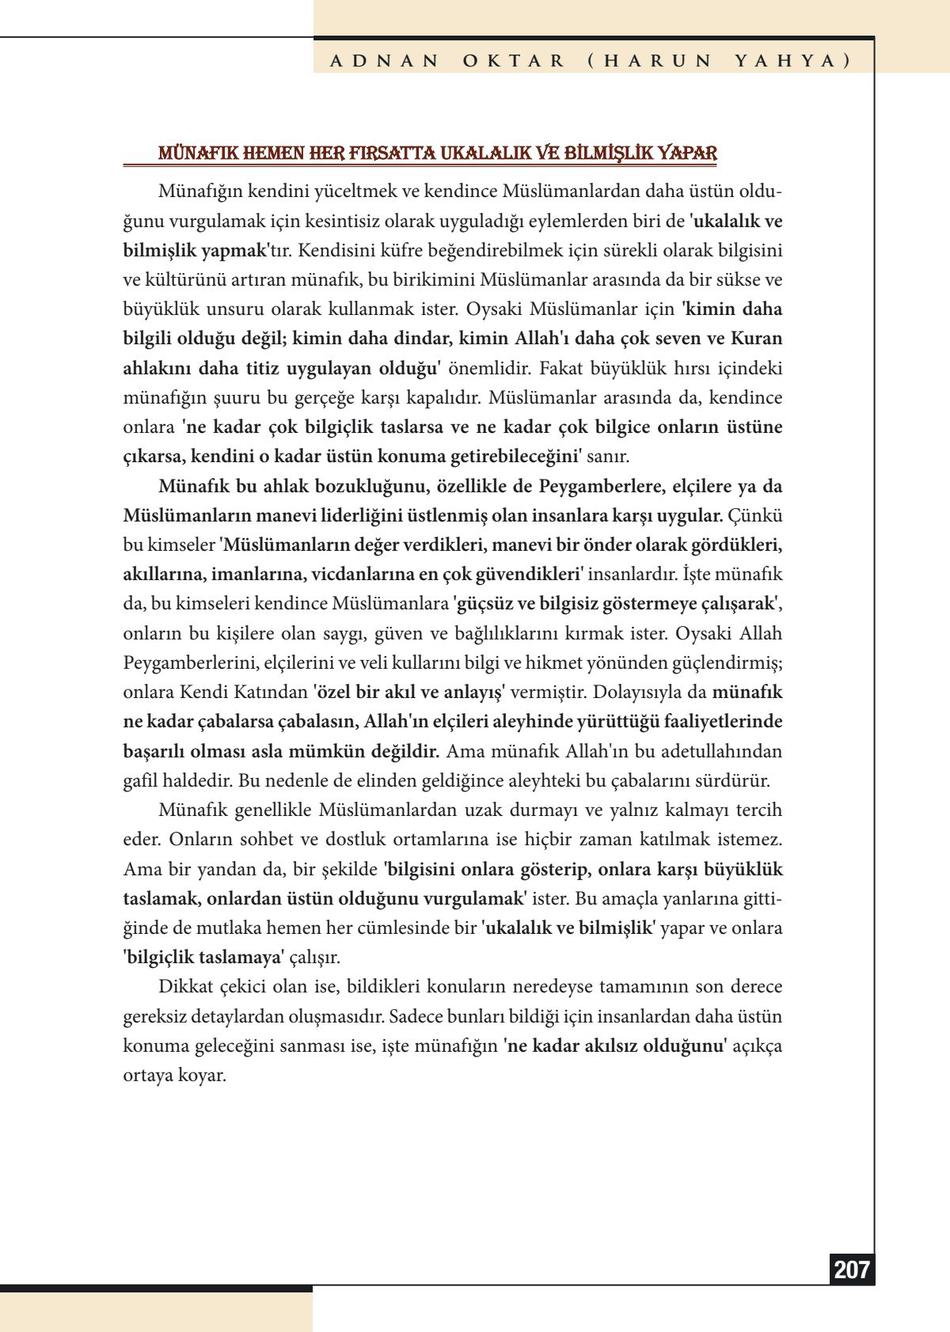 ADNAN OKTAR (HARUN YAHYA)
MÜNAFIK HEMEN HER FIRSATTA UKALALIK VE BİLMİŞLİK YAPAR
Münafığın kendini yüceltmek ve kendince Müslümanlardan daha üstün oldu-
ğunu vurgulamak için kesintisiz olarak uyguladığı eylemlerden biri de 'ukalalık ve
bilmişlik yapmak'tır. Kendisini küfre beğendirebilmek için sürekli olarak bilgisini
ve kültürünü artıran münafık, bu birikimini Müslümanlar arasında da bir sükse ve
büyüklük unsuru olarak kullanmak ister. Oysaki Müslümanlar için 'kimin daha
bilgili olduğu değil; kimin daha dindar, kimin Allah'ı daha çok seven ve Kuran
ahlakını daha titiz uygulayan olduğu' önemlidir. Fakat büyüklük hırsı içindeki
münafığın şuuru bu gerçeğe karşı kapalıdır. Müslümanlar arasında da, kendince
onlara 'ne kadar çok bilgiçlik taslarsa ve ne kadar çok bilgice onların üstüne
çıkarsa, kendini o kadar üstün konuma getirebileceğini' sanır.
Münafık bu ahlak bozukluğunu, özellikle de Peygamberlere, elçilere ya da
Müslümanların manevi liderliğini üstlenmiş olan insanlara karşı uygular. Çünkü
bu kimseler 'Müslümanların değer verdikleri, manevi bir önder olarak gördükleri,
akıllarına, imanlarına, vicdanlarına en çok güvendikleri' insanlardır. İşte münafık
da, bu kimseleri kendince Müslümanlara 'güçsüz ve bilgisiz göstermeye çalışarak',
onların bu kişilere olan saygı, güven ve bağlılıklarını kırmak ister. Oysaki Allah
Peygamberlerini, elçilerini ve veli kullarını bilgi ve hikmet yönünden güçlendirmiş;
onlara Kendi Katından 'özel bir akıl ve anlayış' vermiştir. Dolayısıyla da münafık
ne kadar çabalarsa çabalasın, Allah'ın elçileri aleyhinde yürüttüğü faaliyetlerinde
başarılı olması asla mümkün değildir. Ama münafık Allah'ın bu adetullahından
gafil haldedir. Bu nedenle de elinden geldiğince aleyhteki bu çabalarını sürdürür.
Münafık genellikle Müslümanlardan uzak durmayı ve yalnız kalmayı tercih
eder. Onların sohbet ve dostluk ortamlarına ise hiçbir zaman katılmak istemez.
Ama bir yandan da, bir şekilde 'bilgisini onlara gösterip, onlara karşı büyüklük
taslamak, onlardan üstün olduğunu vurgulamak' ister. Bu amaçla yanlarına gitti-
ğinde de mutlaka hemen her cümlesinde bir 'ukalalık ve bilmişlik' yapar ve onlara
'bilgiçlik taslamaya' çalışır.
Dikkat çekici olan ise, bildikleri konuların neredeyse tamamının son derece
gereksiz detaylardan oluşmasıdır. Sadece bunları bildiği için insanlardan daha üstün
konuma geleceğini sanması ise, işte münafığın 'ne kadar akılsız olduğunu' açıkça
ortaya koyar.
207